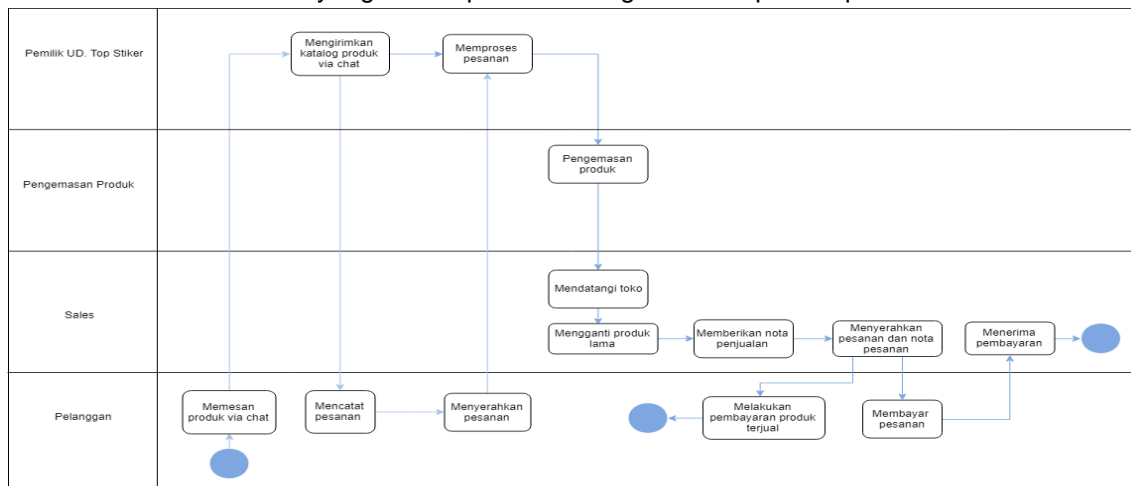 Pemilik UD. Top Stiker
Mengirimkan
katalog produk
via chat
Memproses
pesanan
Pengemasan Produk
Pengemasan
produk
Sales
Mendatangi toko
Mengganti produk
lama
Memberikan nota
penjualan
Menyerahkan
pesanan dan nota
pesanan
Menerima
pembayaran
Pelanggan
Memesan
produk via chat
Mencatat
pesanan
Menyerahkan
pesanan
Melakukan
pembayaran produk
terjual
Membayar
pesanan